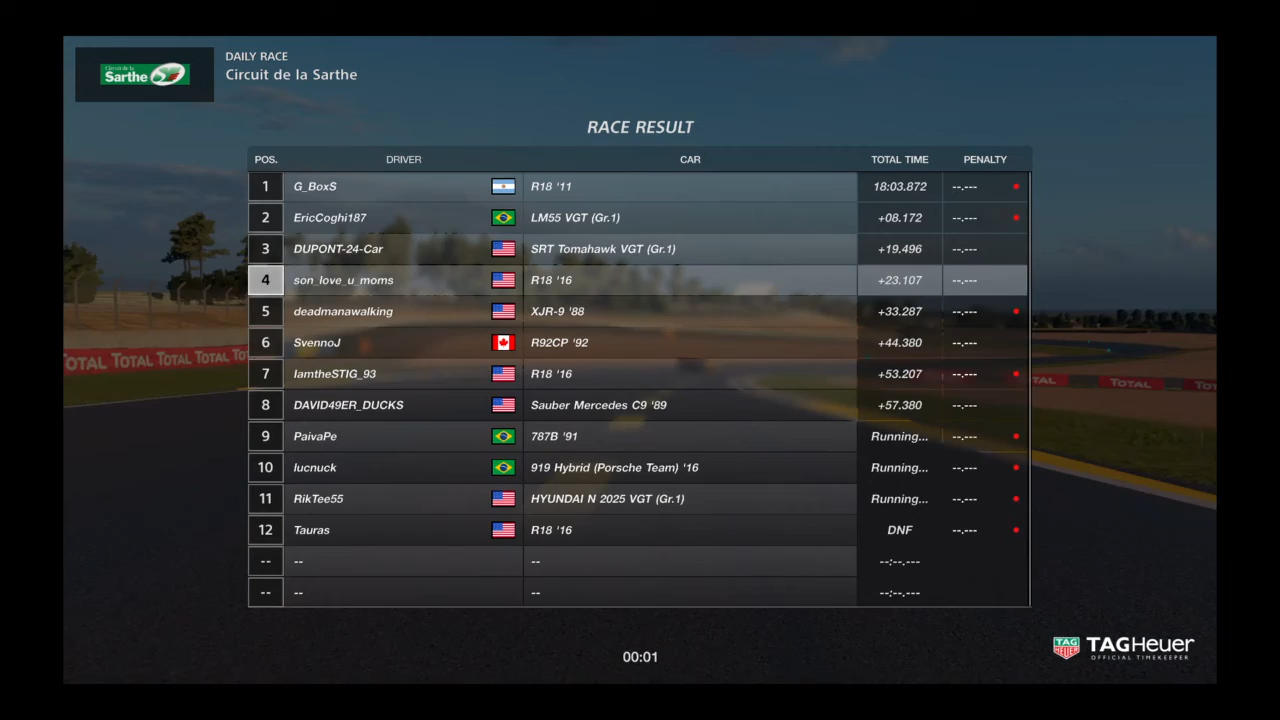 Circuit de la
Sarthe
DAILY RACE
Circuit de la Sarthe
RACE RESULT
POS. DRIVER CAR TOTAL TIME PENALTY
1 G_BoxS R18 '11 18:03.872 --.---
2 EricCoghi187 LM55 VGT (Gr.1) +08.172 --.---
3 DUPONT-24-Car SRT Tomahawk VGT (Gr.1) +19.496 --.---
4 son_love_u_moms R18 '16 +23.107 --.---
5 deadmanawalking XJR-9 '88 +33.287 --.---
6 SvennoJ R92CP '92 +44.380 --.---
7 IamtheSTIG_93 R18 '16 +53.207 --.---
8 DAVID49ER_DUCKS Sauber Mercedes C9 '89 +57.380 --.---
9 PaivaPe 787B '91 Running... --.---
10 lucnuck 919 Hybrid (Porsche Team) '16 Running... --.---
11 RikTee55 HYUNDAI N 2025 VGT (Gr.1) Running... --.---
12 Tauras R18 '16 DNF --.---
-- -- -- --:--.---
-- -- -- --:--.---
TOTAL TOTAL TOTAL TOTAL
TOTAL
TAG HEUER TAGHeuer
OFFICIAL TIMEKEEPER
00:01